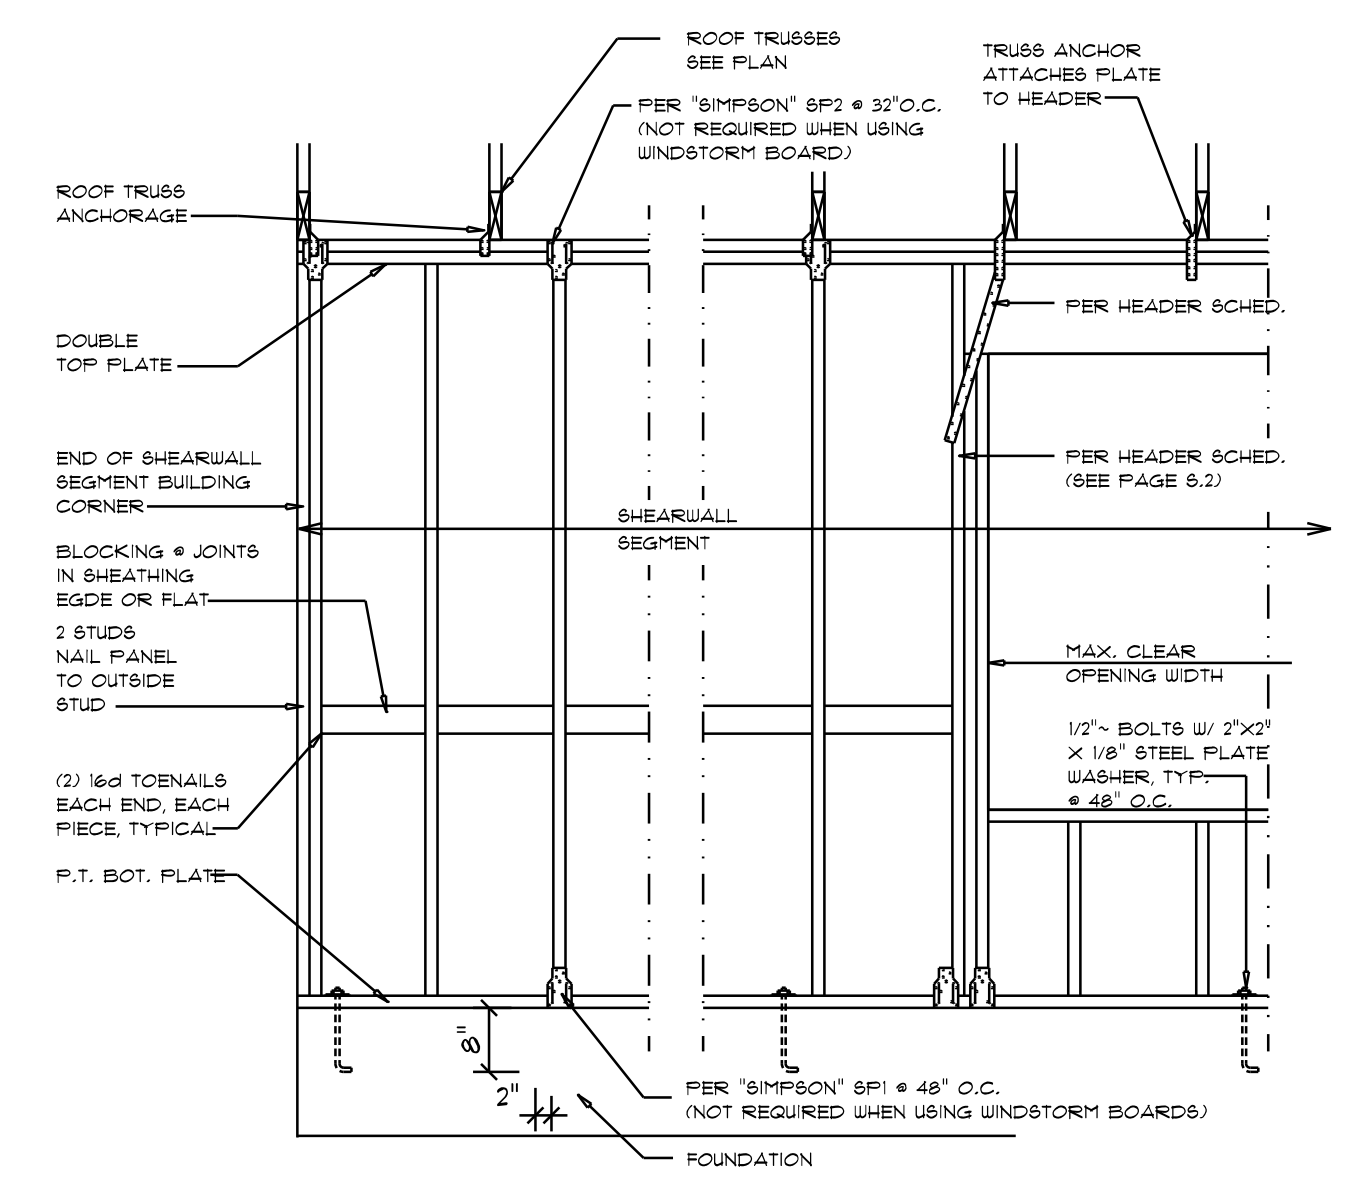 ROOF TRUSSES
SEE PLAN
TRUSS ANCHOR
ATTACHES PLATE
TO HEADER
PER "SIMPSON" SP2 @ 32"O.C.
(NOT REQUIRED WHEN USING
WINDSTORM BOARD)
ROOF TRUSS
ANCHORAGE
PER HEADER SCHED.
DOUBLE
TOP PLATE
END OF SHEARWALL
SEGMENT BUILDING
CORNER
PER HEADER SCHED.
(SEE PAGE S.2)
SHEARWALL
SEGMENT
BLOCKING @ JOINTS
IN SHEATHING
EGDE OR FLAT
2 STUDS
NAIL PANEL
TO OUTSIDE
STUD
MAX. CLEAR
OPENING WIDTH
1/2"~ BOLTS W/ 2"X2"
X 1/8" STEEL PLATE
WASHER, TYP.
@ 48" O.C.
(2) 16d TOENAILS
EACH END, EACH
PIECE, TYPICAL
P.T. BOT. PLATE
8"
2"
PER "SIMPSON" SP1 @ 48" O.C.
(NOT REQUIRED WHEN USING WINDSTORM BOARDS)
FOUNDATION